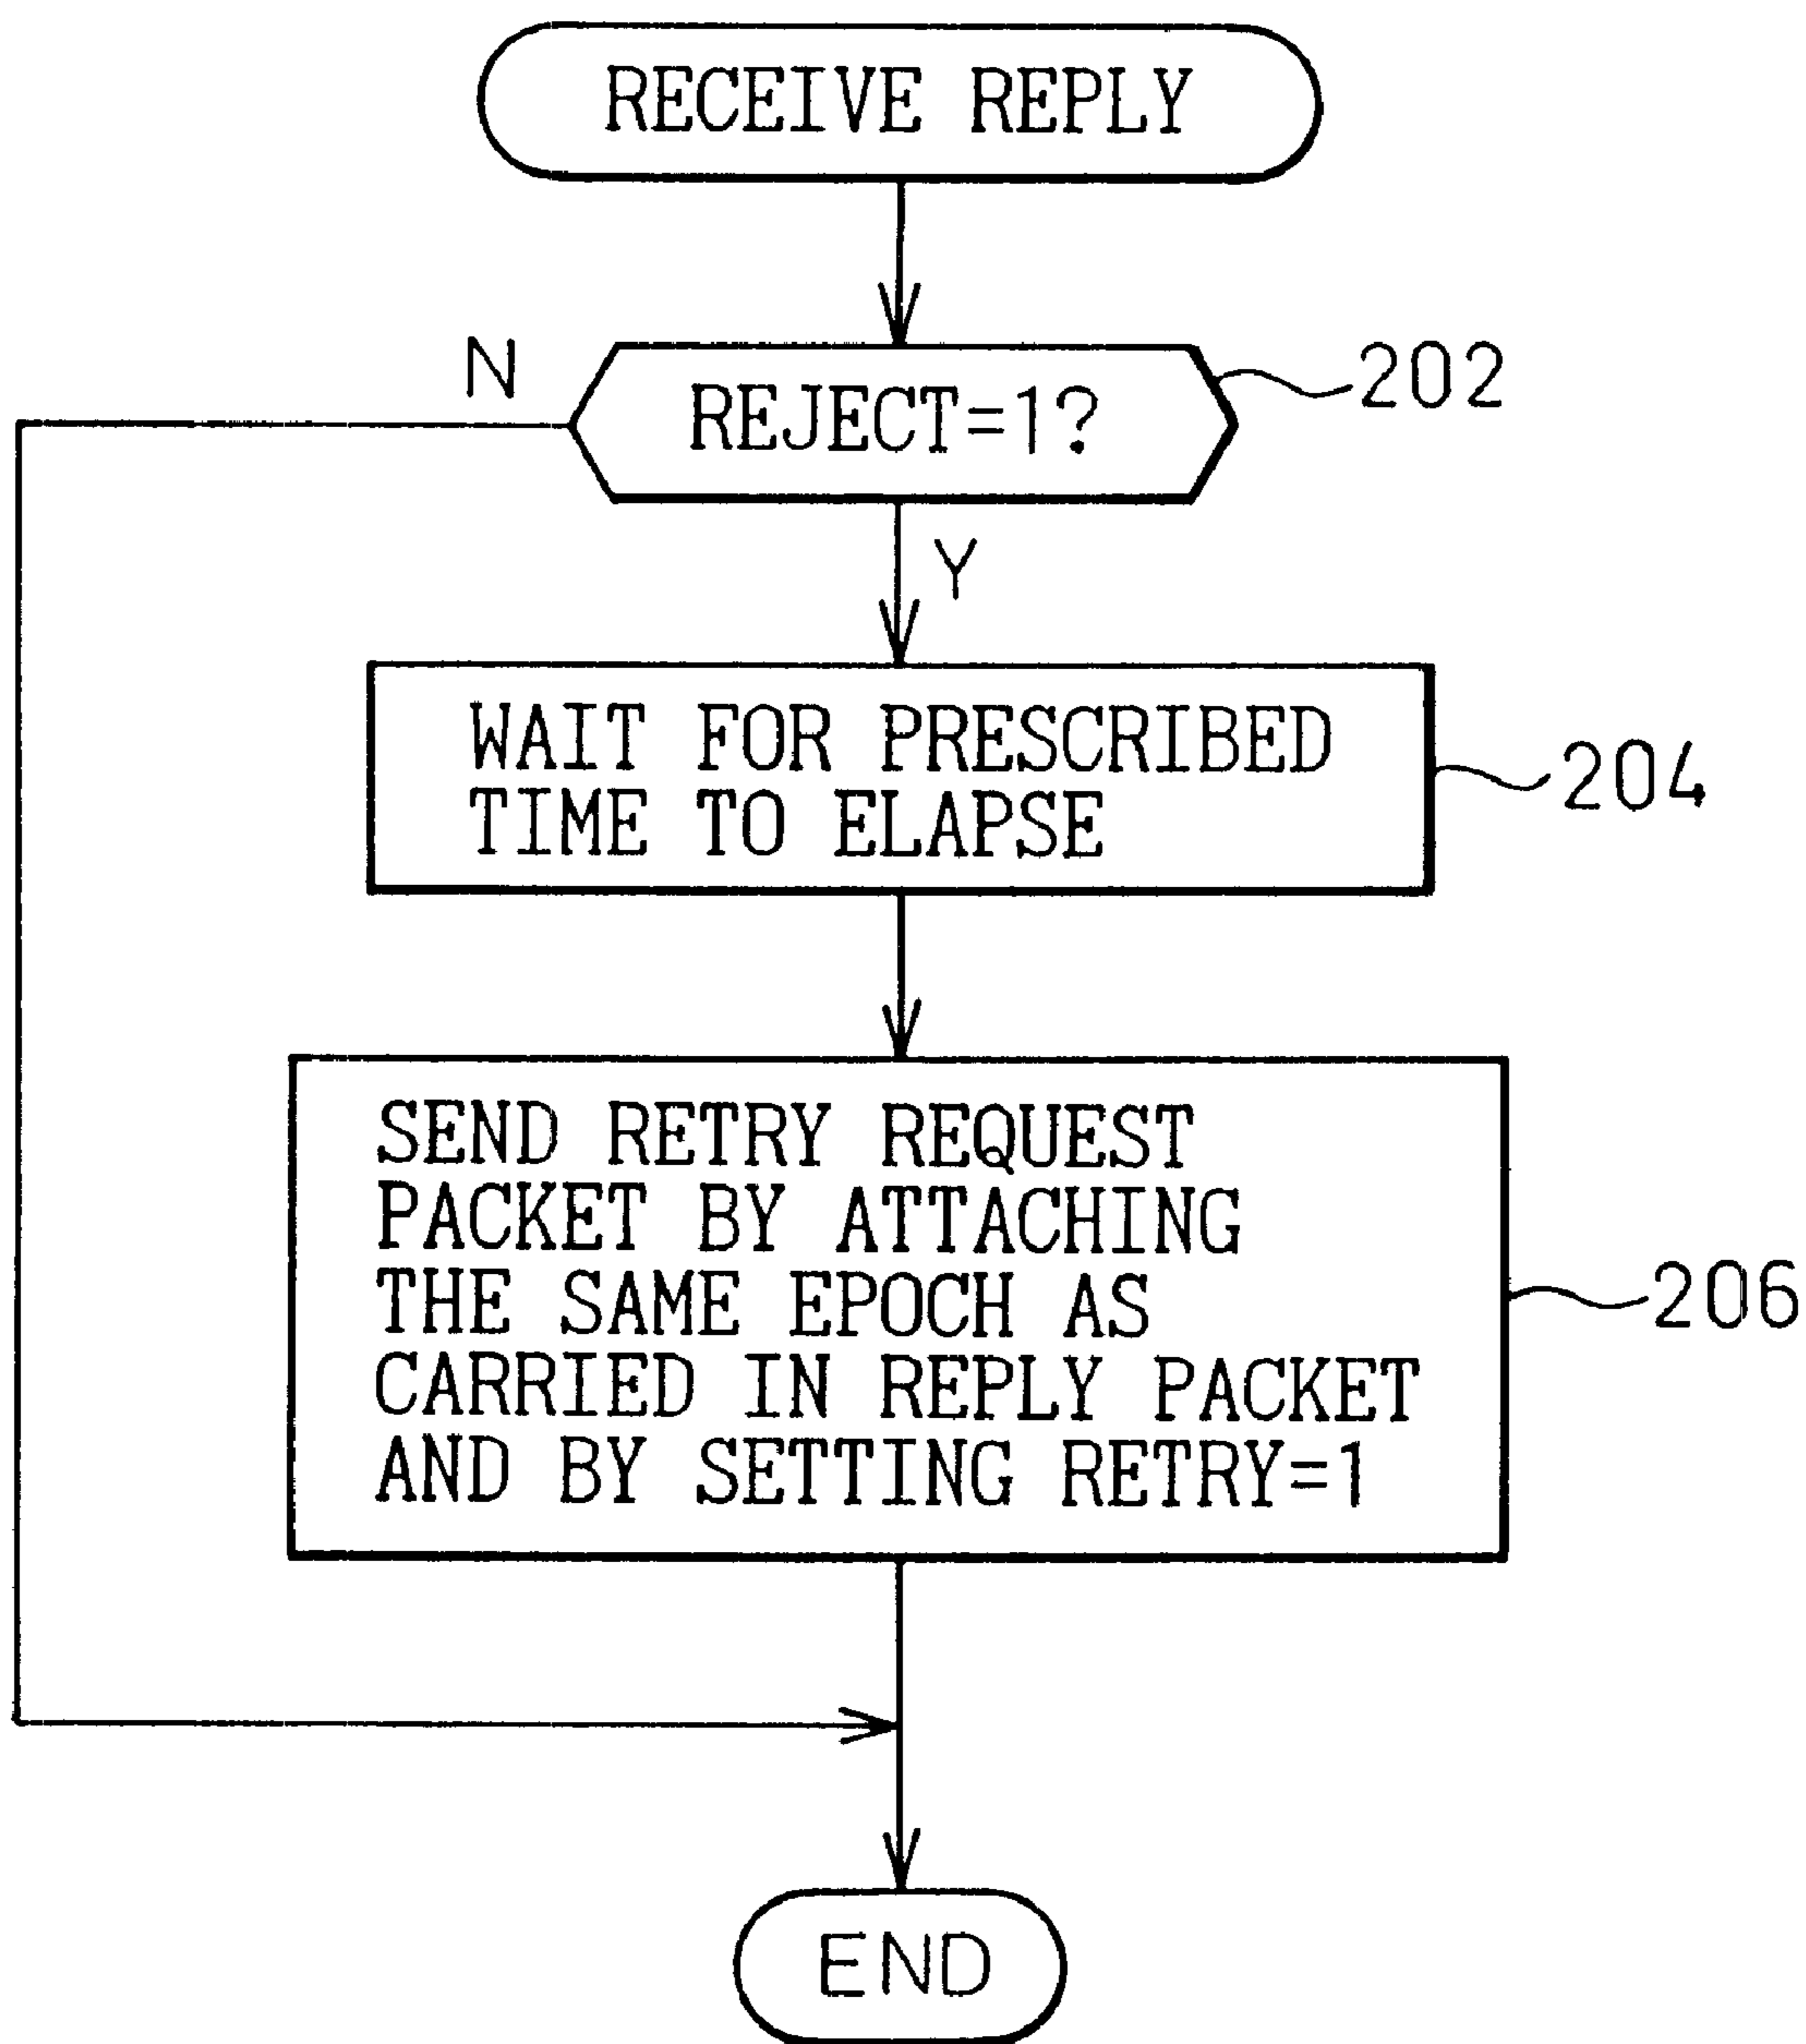 RECEIVE REPLY
N
REJECT=1?
202
Y
WAIT FOR PRESCRIBED
TIME TO ELAPSE
204
SEND RETRY REQUEST
PACKET BY ATTACHING
THE SAME EPOCH AS
CARRIED IN REPLY PACKET
AND BY SETTING RETRY=1
206
END